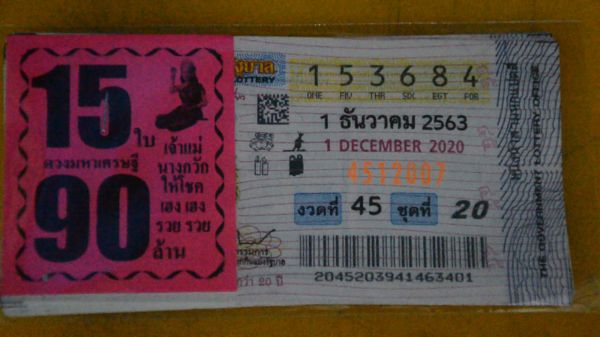 15
ใบ
ดวงมหาเศรษฐี
90
ล้าน
เจ้าแม่
นางกวัก
ให้โชค
เฮง เฮง
รวย รวย
LOTTERY
1 5 3 6 8 4
ONE FIV THR SIX EGT FOR
1 ธันวาคม 2563
1 DECEMBER 2020
4512007
งวดที่ 45 ชุดที่ 20
20 ปี
2045203941463401
THE GOVERNMENT LOTTERY OFFICE